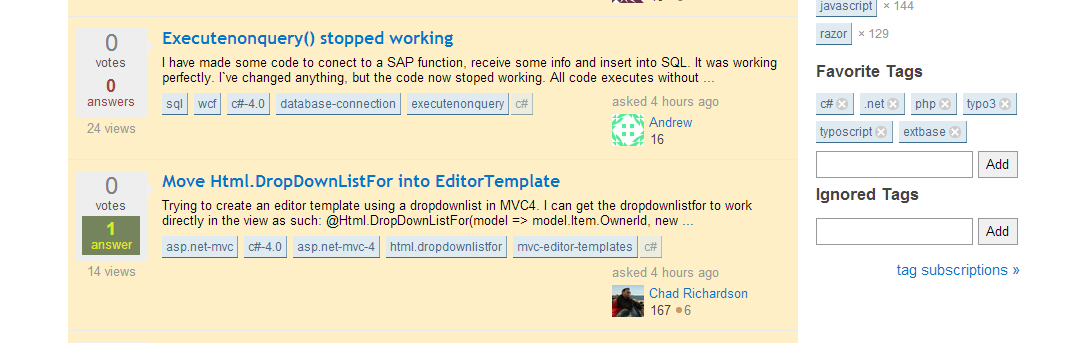 javascript × 144
razor × 129
0
votes
0
answers
24 views
Executenonquery() stopped working
I have made some code to conect to a SAP function, receive some info and insert into SQL. It was working
perfectly. I`ve changed anything, but the code now stoped working. All code executes without ...
sql wcf c#-4.0 database-connection executenonquery c#
asked 4 hours ago
Andrew
16
0
votes
1
answer
14 views
Move Html.DropDownListFor into EditorTemplate
Trying to create an editor template using a dropdownlist in MVC4. I can get the dropdownlistfor to work
directly in the view as such: @Html.DropDownListFor(model => model.Item.OwnerId, new ...
asp.net-mvc c#-4.0 asp.net-mvc-4 html.dropdownlistfor mvc-editor-templates c#
asked 4 hours ago
Chad Richardson
167 6
Favorite Tags
c# .net php typo3
typoscript extbase
Add
Ignored Tags
Add
tag subscriptions »